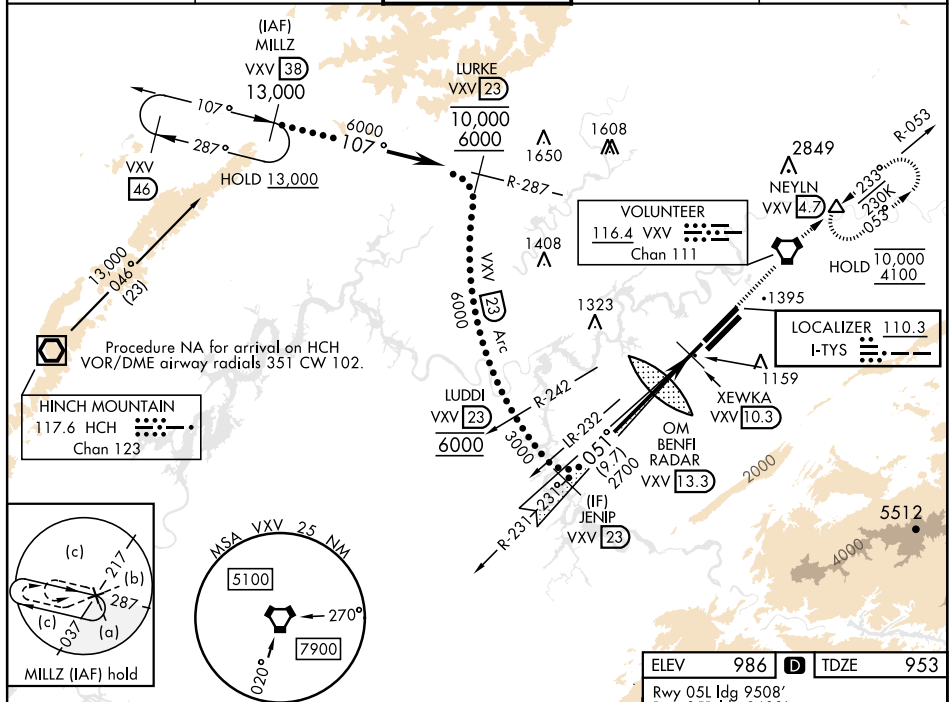 (IAF)
MILLZ
VXV 38
13,000
LURKE
VXV 23
10,000
6000
107°
287°
6000
107°
HOLD 13,000
VXV
46
R-287
1650
1608
1408
1323
2849
NEYLN
VXV 4.7
R-053
233°
230K
053°
HOLD 10,000
4100
VOLUNTEER
116.4 VXV
Chan 111
1395
LOCALIZER 110.3
I-TYS
1159
XEWKA
VXV 10.3
13,000
046°
(23)
Procedure NA for arrival on HCH
VOR/DME airway radials 351 CW 102.
HINCH MOUNTAIN
117.6 HCH
Chan 123
VXV 23 Arc
6000
LUDDI
VXV 23
6000
R-242
3000
LR-232
051°
(9.7)
2700
OM
BENFI
RADAR
VXV 13.3
R-231
231°
(IF)
JENIP
VXV 23
2000
4000
5512
(c)
217
(b)
287
(c)
037
(a)
MILLZ (IAF) hold
MSA VXV 25 NM
5100
270°
7900
020°
ELEV 986 D TDZE 953
Rwy 05L ldg 9508'